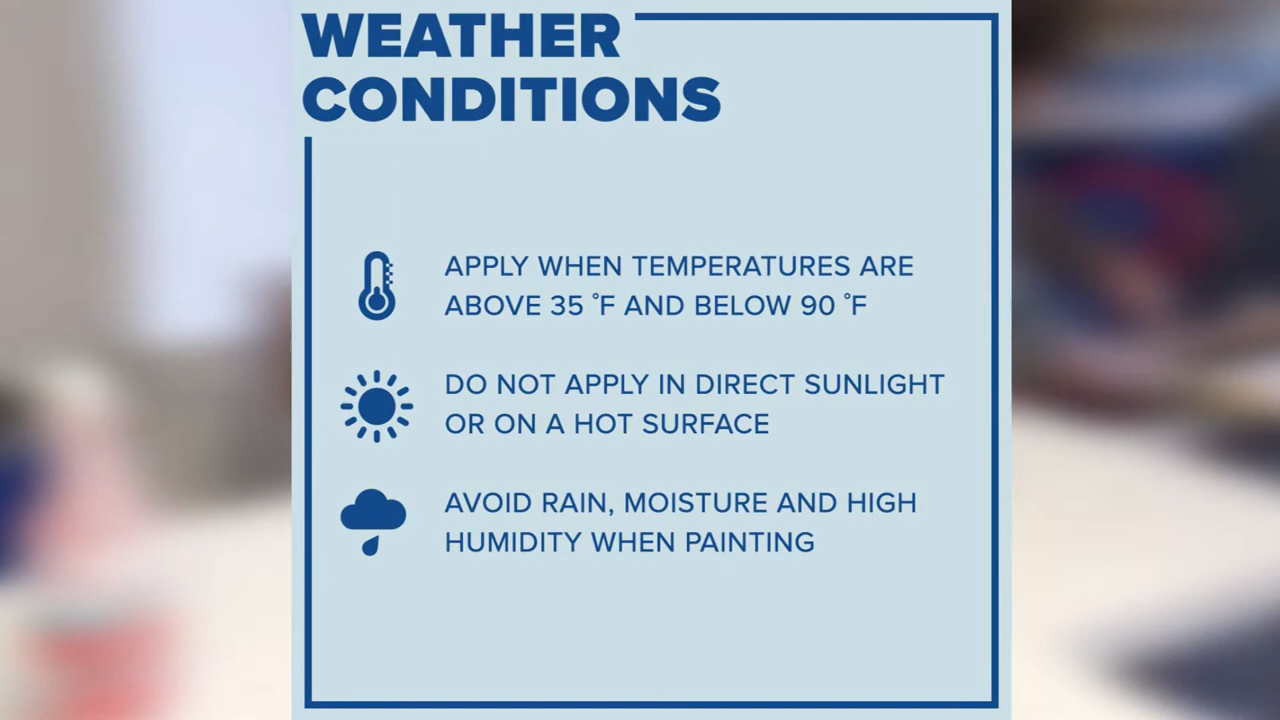 WEATHER
CONDITIONS
APPLY WHEN TEMPERATURES ARE
ABOVE 35 °F AND BELOW 90 °F
DO NOT APPLY IN DIRECT SUNLIGHT
OR ON A HOT SURFACE
AVOID RAIN, MOISTURE AND HIGH
HUMIDITY WHEN PAINTING